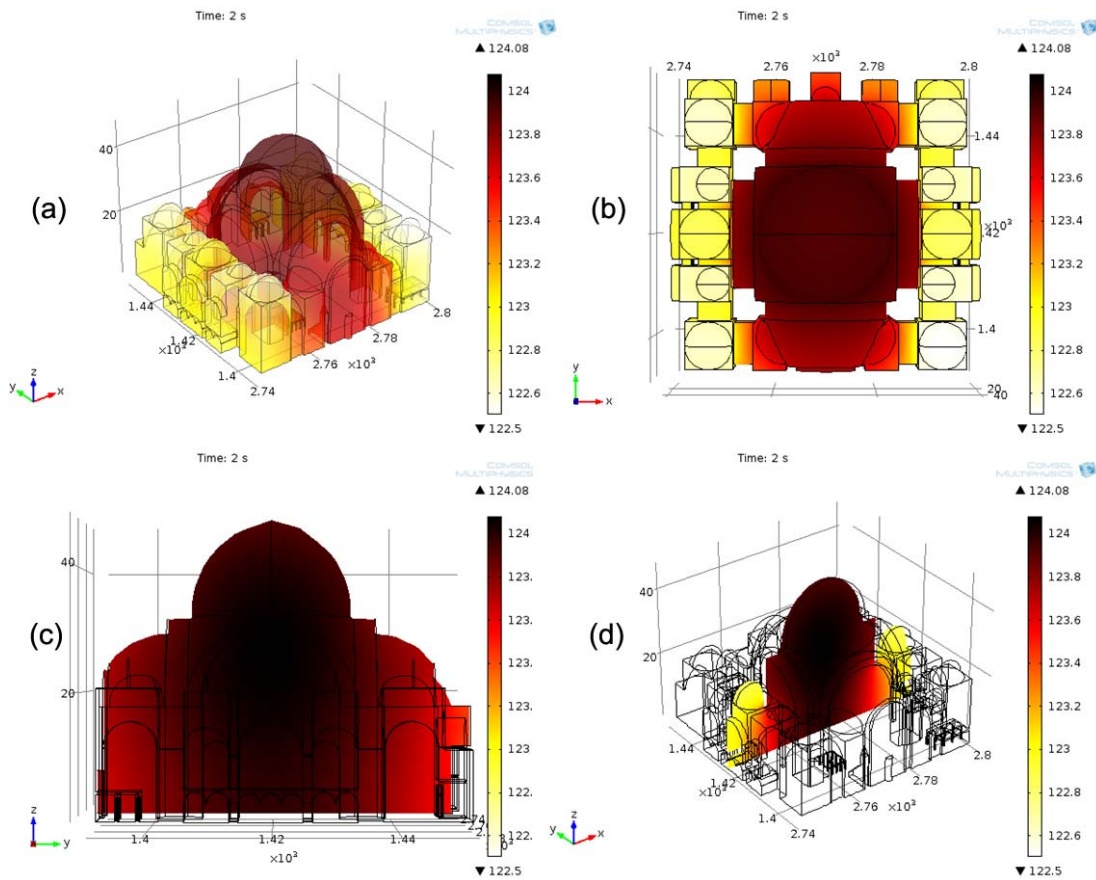 Time: 2 s
COMSOL
MULTIPHYSICS
▲ 124.08
40
20
1.44
1.42
×10³
1.4
2.74
2.76
×10³
2.78
2.8
y
z
x
124
123.8
123.6
123.4
123.2
123
122.8
122.6
▼ 122.5
(a)
Time: 2 s
COMSOL
MULTIPHYSICS
▲ 124.08
×10³
2.74
2.76
2.78
2.8
1.44
×10³
1.4
20
40
y
x
124
123.8
123.6
123.4
123.2
123
122.8
122.6
▼ 122.5
(b)
Time: 2 s
COMSOL
MULTIPHYSICS
▲ 124.08
40
20
1.4
1.42
1.44
×10³
z
y
124
123.
123.
123.
123.
123
122.
122.
▼ 122.5
(c)
Time: 2 s
COMSOL
MULTIPHYSICS
▲ 124.08
40
20
1.44
1.42
1.4
2.74
2.76
×10³
2.78
2.8
y
z
x
124
123.8
123.6
123.4
123.2
123
122.8
122.6
▼ 122.5
(d)